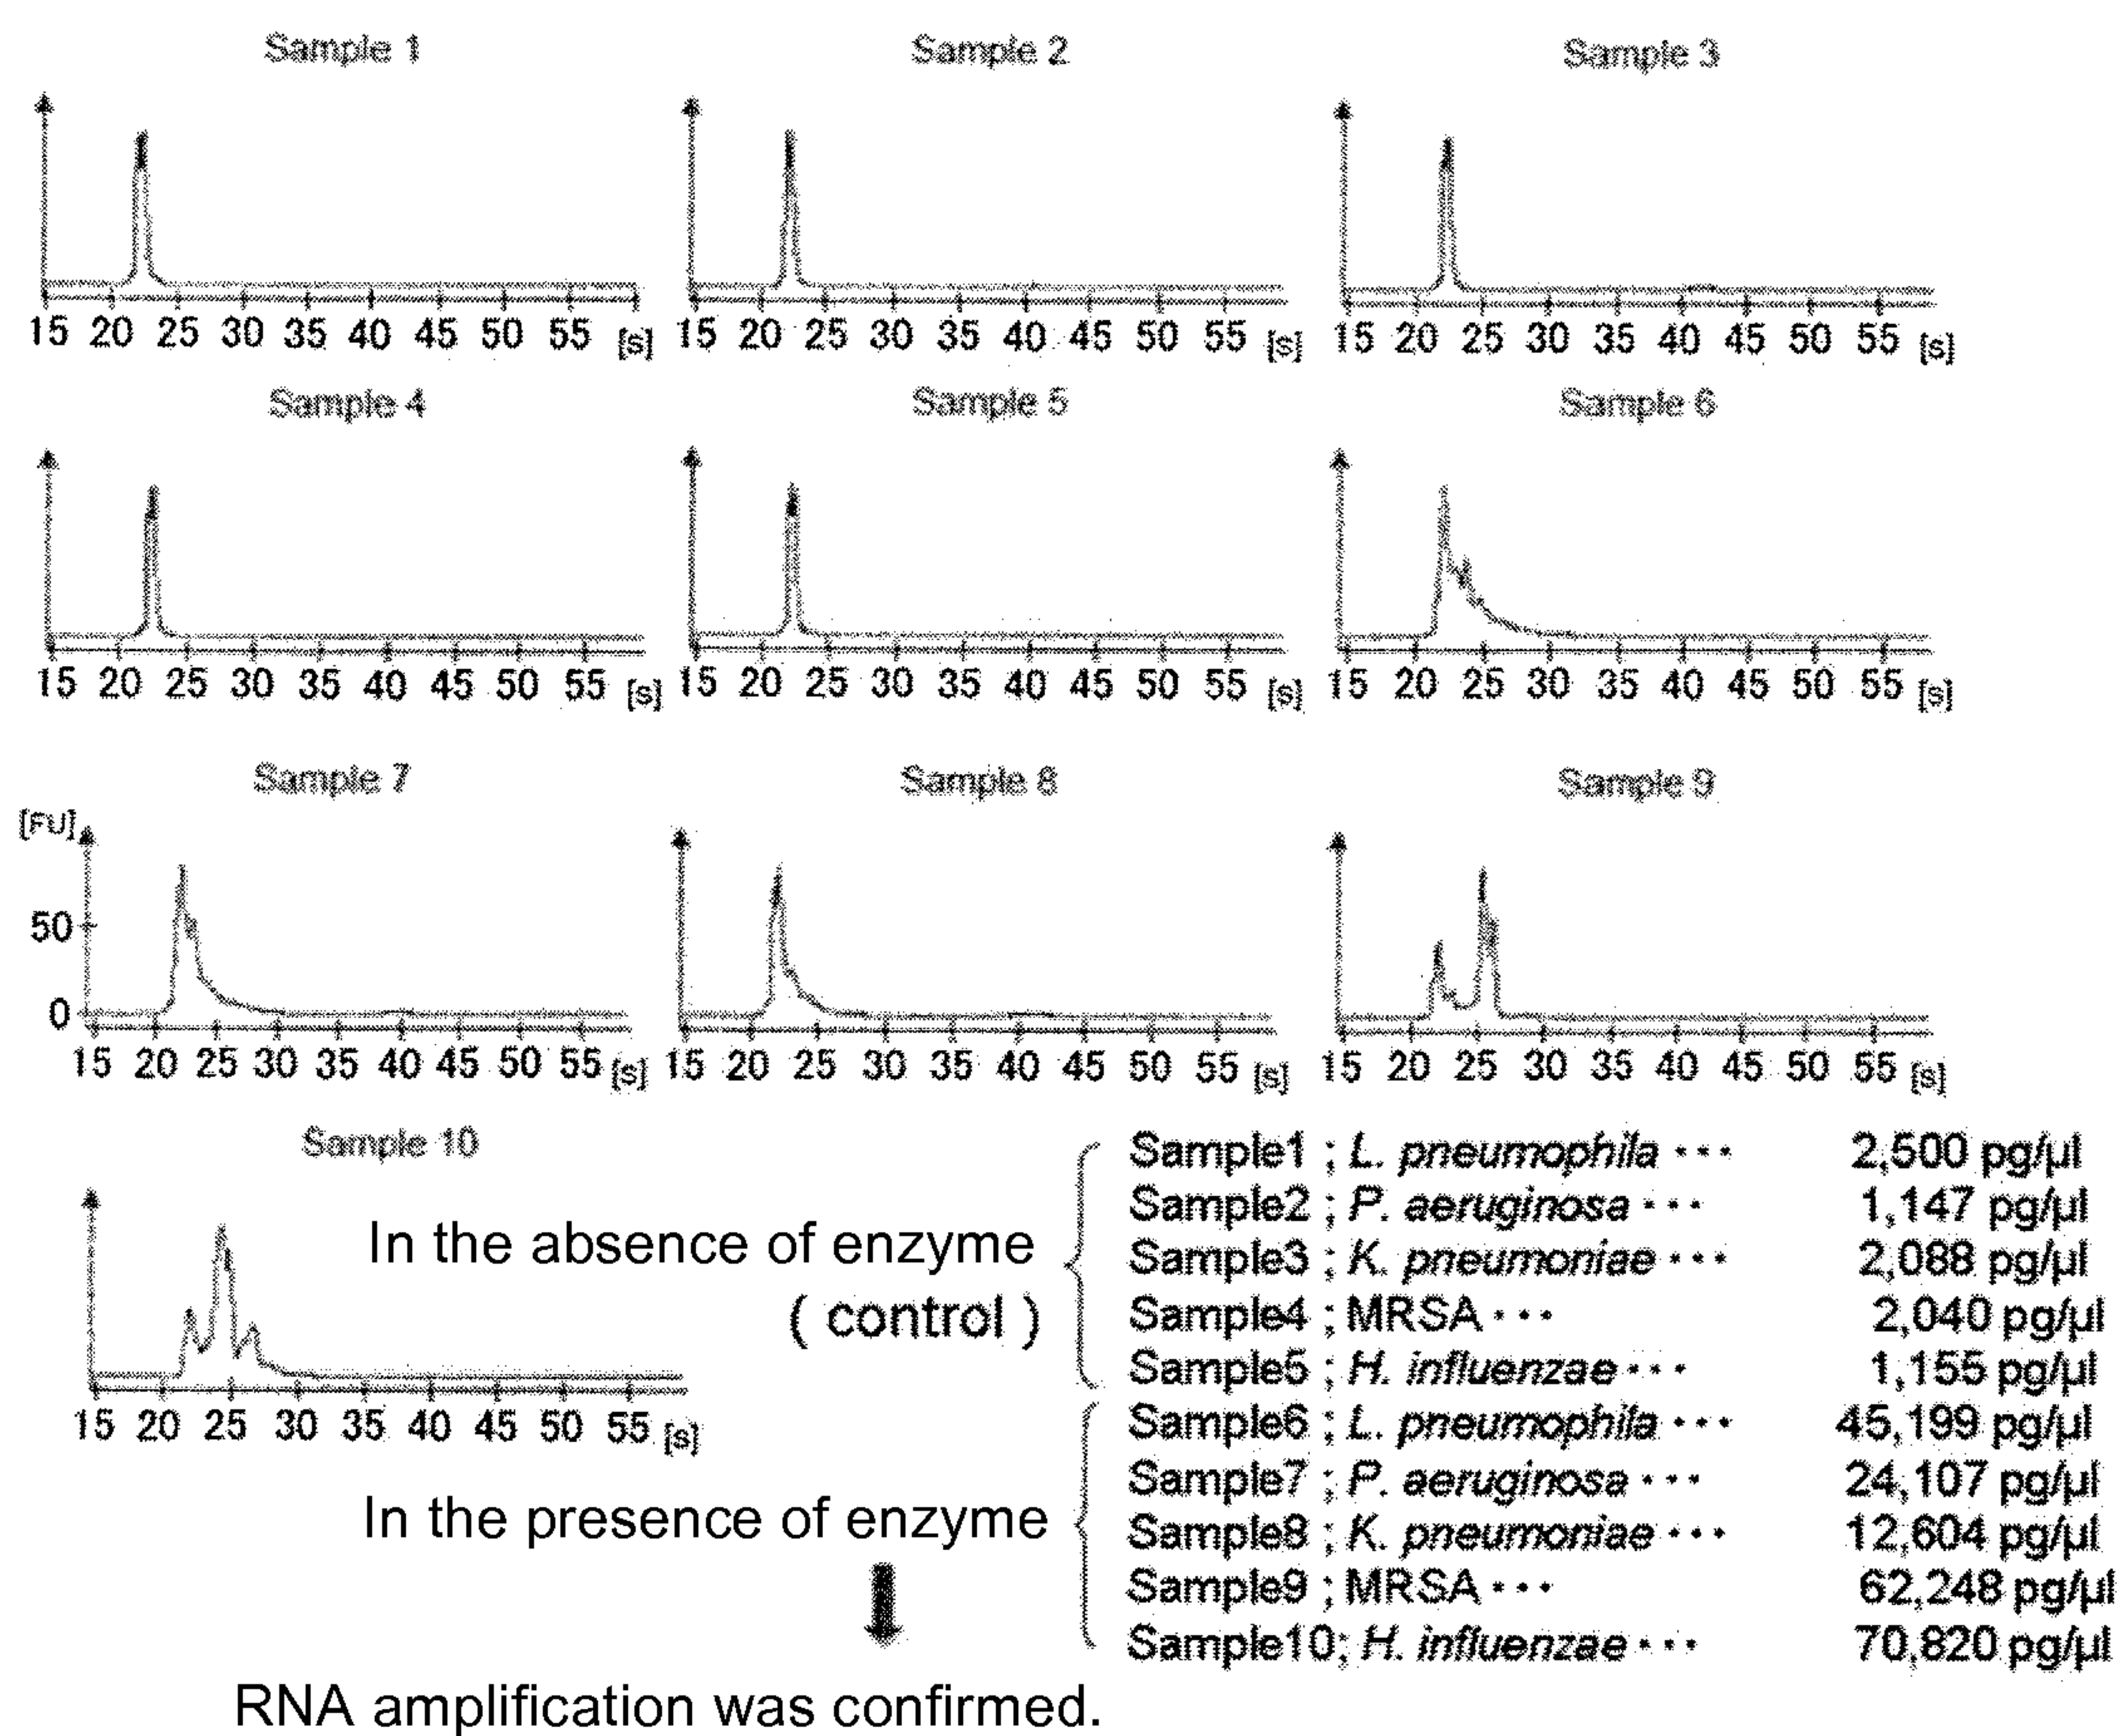 Sample 1
Sample 2
Sample 3
15 20 25 30 35 40 45 50 55 [s]
15 20 25 30 35 40 45 50 55 [s]
15 20 25 30 35 40 45 50 55 [s]
Sample 4
Sample 5
Sample 6
15 20 25 30 35 40 45 50 55 [s]
15 20 25 30 35 40 45 50 55 [s]
15 20 25 30 35 40 45 50 55 [s]
Sample 7
Sample 8
Sample 9
[FU]
50
0
15 20 25 30 35 40 45 50 55 [s]
15 20 25 30 35 40 45 50 55 [s]
15 20 25 30 35 40 45 50 55 [s]
Sample 10
15 20 25 30 35 40 45 50 55 [s]
In the absence of enzyme
( control )
Sample1 ; L. pneumophila ··· 2,500 pg/µl
Sample2 ; P. aeruginosa ··· 1,147 pg/µl
Sample3 ; K. pneumoniae ··· 2,088 pg/µl
Sample4 ; MRSA ··· 2,040 pg/µl
Sample5 ; H. influenzae ··· 1,155 pg/µl
In the presence of enzyme
Sample6 ; L. pneumophila ··· 45,199 pg/µl
Sample7 ; P. aeruginosa ··· 24,107 pg/µl
Sample8 ; K. pneumoniae ··· 12,604 pg/µl
Sample9 ; MRSA ··· 62,248 pg/µl
Sample10; H. influenzae ··· 70,820 pg/µl
RNA amplification was confirmed.